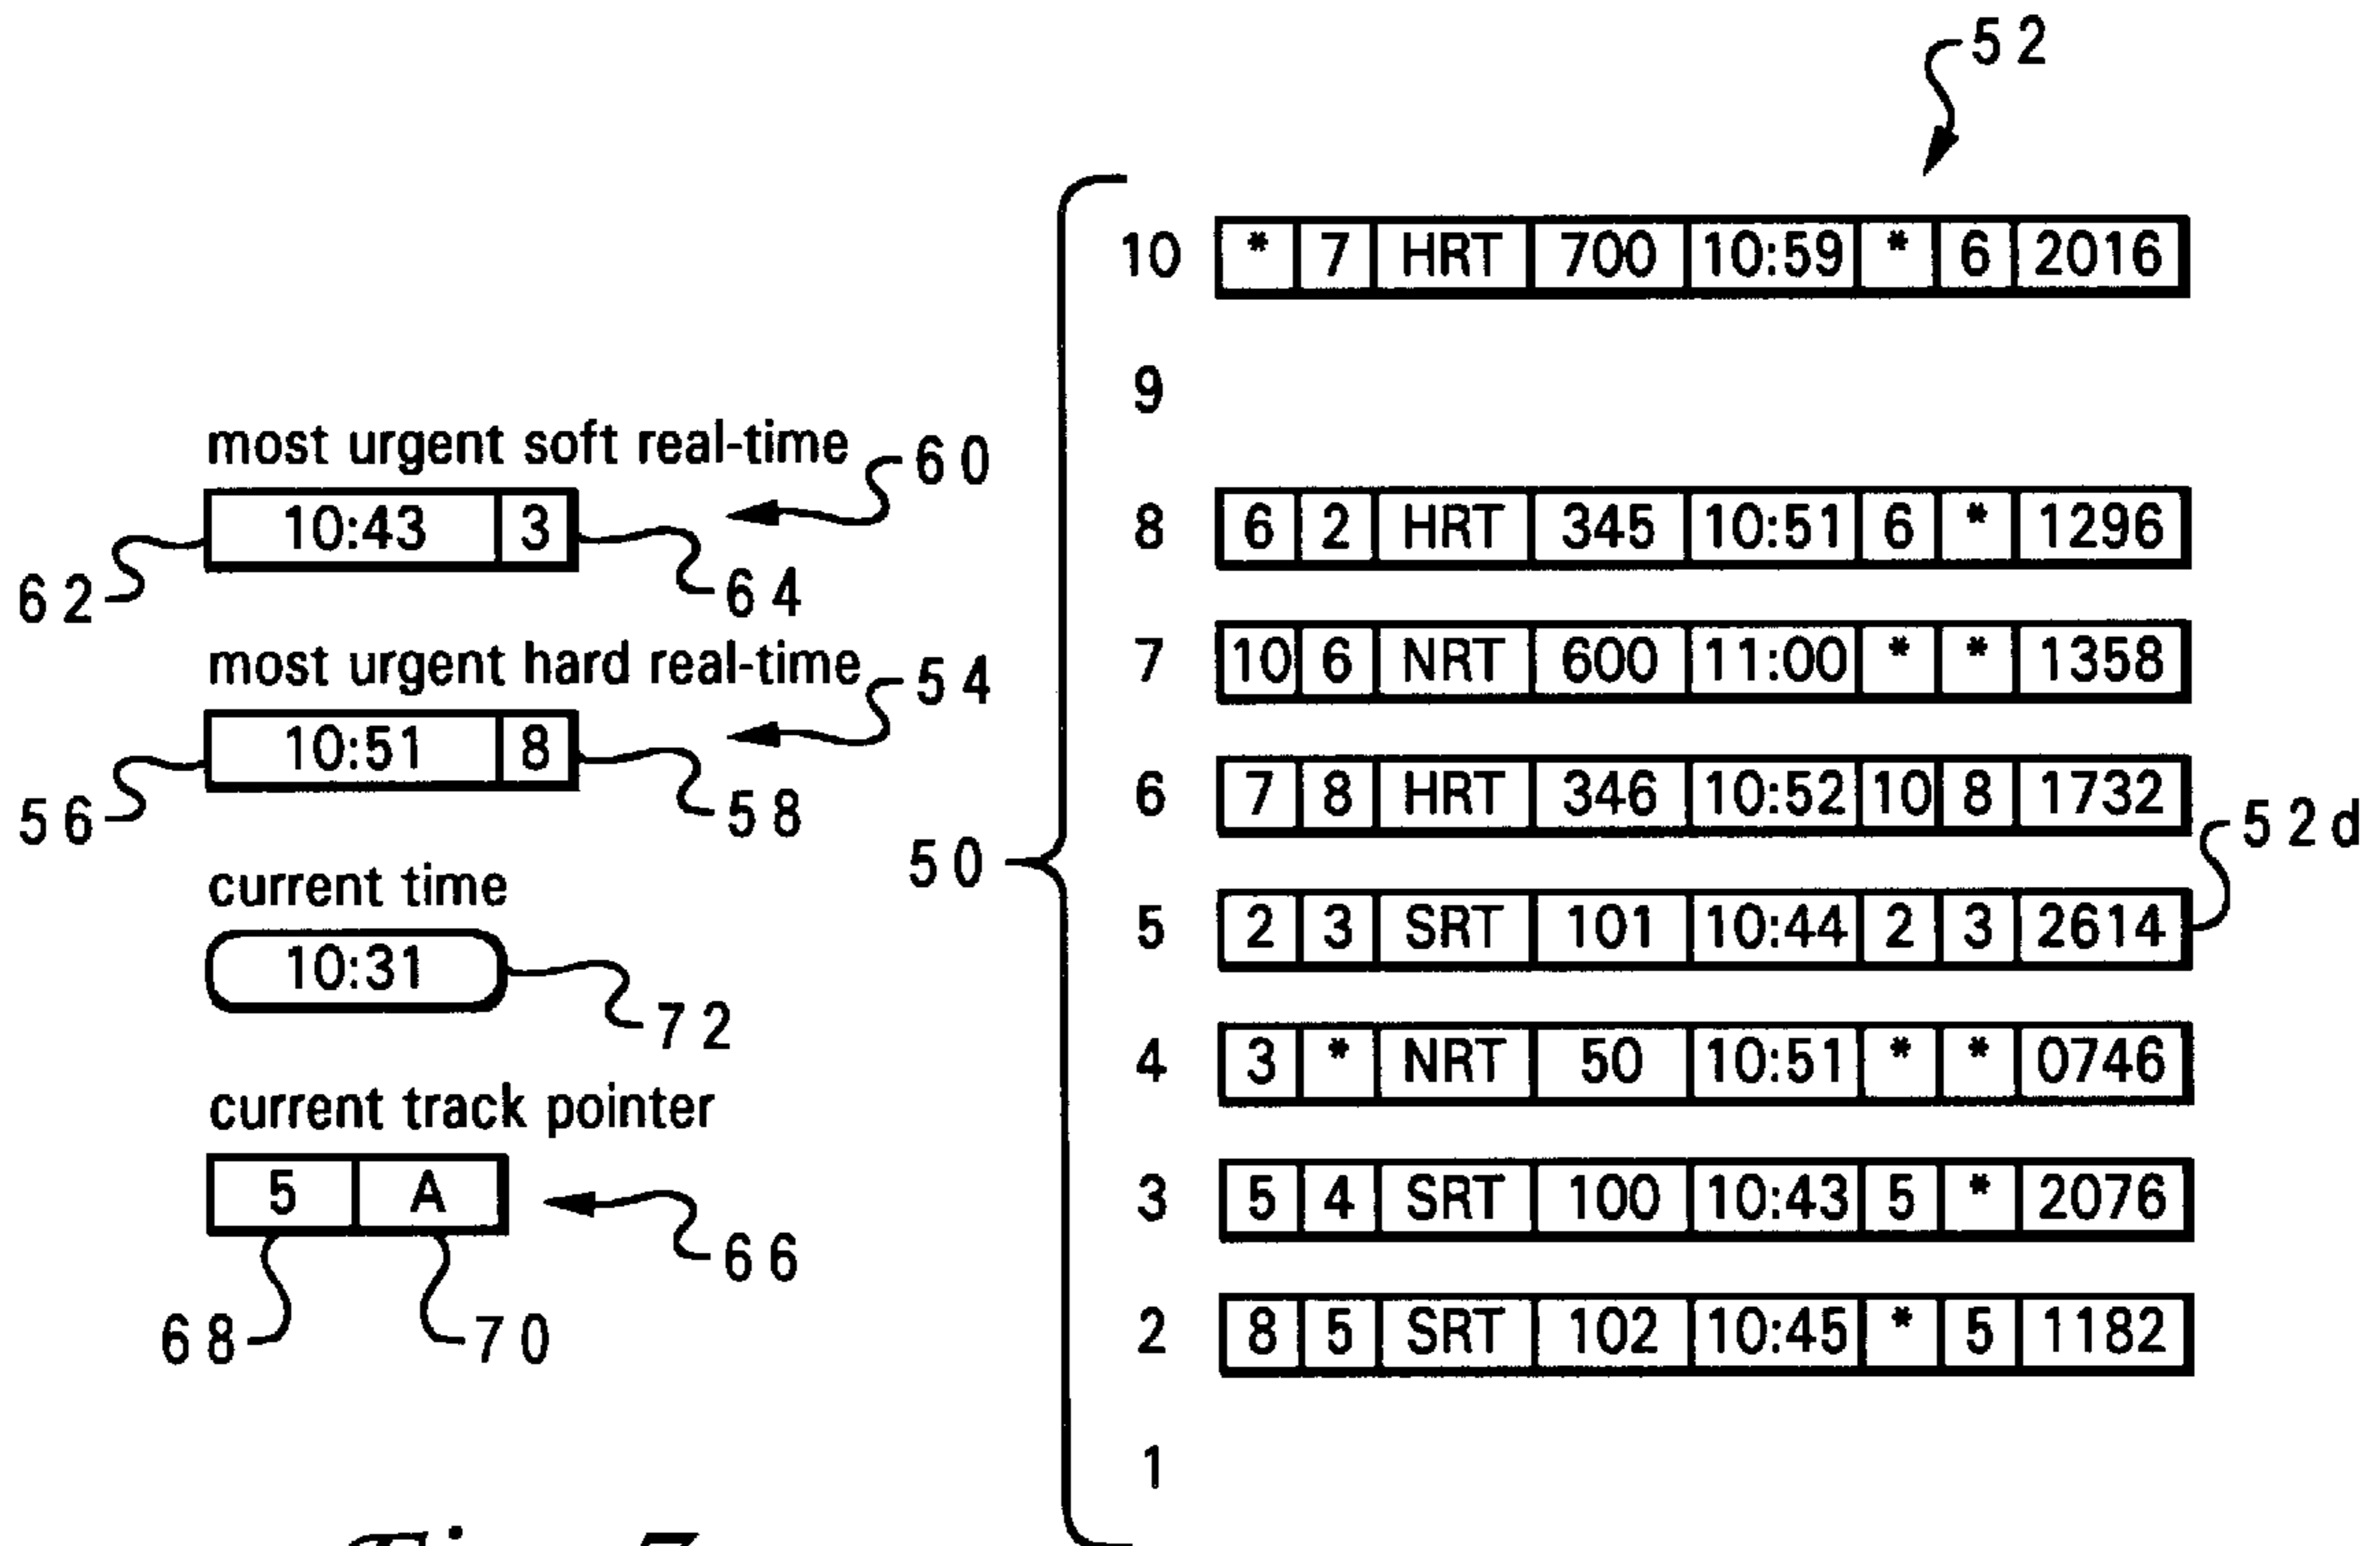 52
10 * 7 HRT 700 10:59 * 6 2016
9
most urgent soft real-time 60
10:43 3
62 64
8 6 2 HRT 345 10:51 6 * 1296
most urgent hard real-time 54
10:51 8
56 58
7 10 6 NRT 600 11:00 * * 1358
6 7 8 HRT 346 10:52 10 8 1732
52d
50
current time
10:31
72
5 2 3 SRT 101 10:44 2 3 2614
4 3 * NRT 50 10:51 * * 0746
current track pointer
5 A
66
68 70
3 5 4 SRT 100 10:43 5 * 2076
2 8 5 SRT 102 10:45 * 5 1182
1